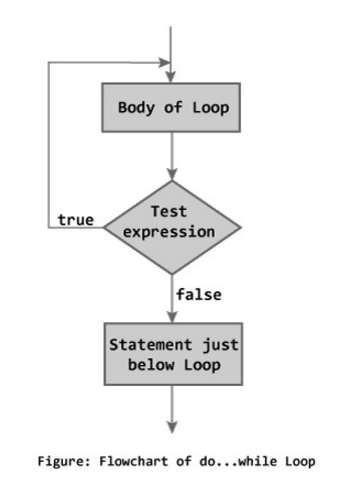 Body of Loop
Test
expression
true
false
Statement just
below Loop
Figure: Flowchart of do...while Loop